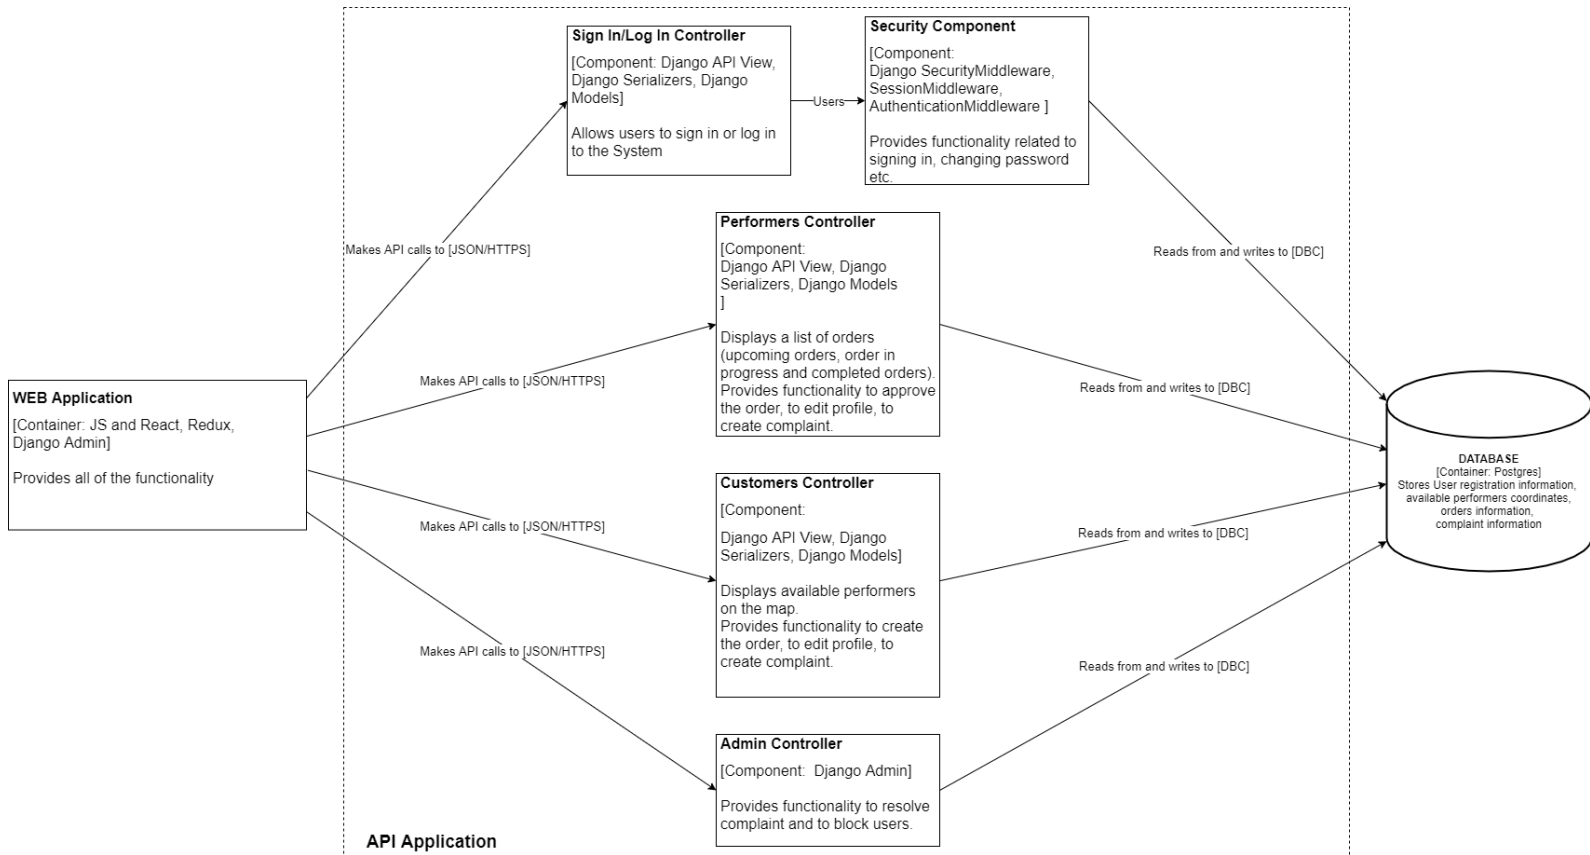 Sign In/Log In Controller
[Component: Django API View,
Django Serializers, Django
Models]
Allows users to sign in or log in
to the System
Users
Security Component
[Component:
Django SecurityMiddleware,
SessionMiddleware,
AuthenticationMiddleware ]
Provides functionality related to
signing in, changing password
etc.
Makes API calls to [JSON/HTTPS]
Reads from and writes to [DBC]
Performers Controller
[Component:
Django API View, Django
Serializers, Django Models
]
Displays a list of orders
(upcoming orders, order in
progress and completed orders).
Provides functionality to approve
the order, to edit profile, to
create complaint.
Makes API calls to [JSON/HTTPS]
Reads from and writes to [DBC]
WEB Application
[Container: JS and React, Redux,
Django Admin]
Provides all of the functionality
DATABASE
[Container: Postgres]
Stores User registration information,
available performers coordinates,
orders information,
complaint information
Customers Controller
[Component:
Django API View, Django
Serializers, Django Models]
Displays available performers
on the map.
Provides functionality to create
the order, to edit profile, to
create complaint.
Makes API calls to [JSON/HTTPS]
Reads from and writes to [DBC]
Makes API calls to [JSON/HTTPS]
Reads from and writes to [DBC]
Admin Controller
[Component:  Django Admin]
Provides functionality to resolve
complaint and to block users.
API Application